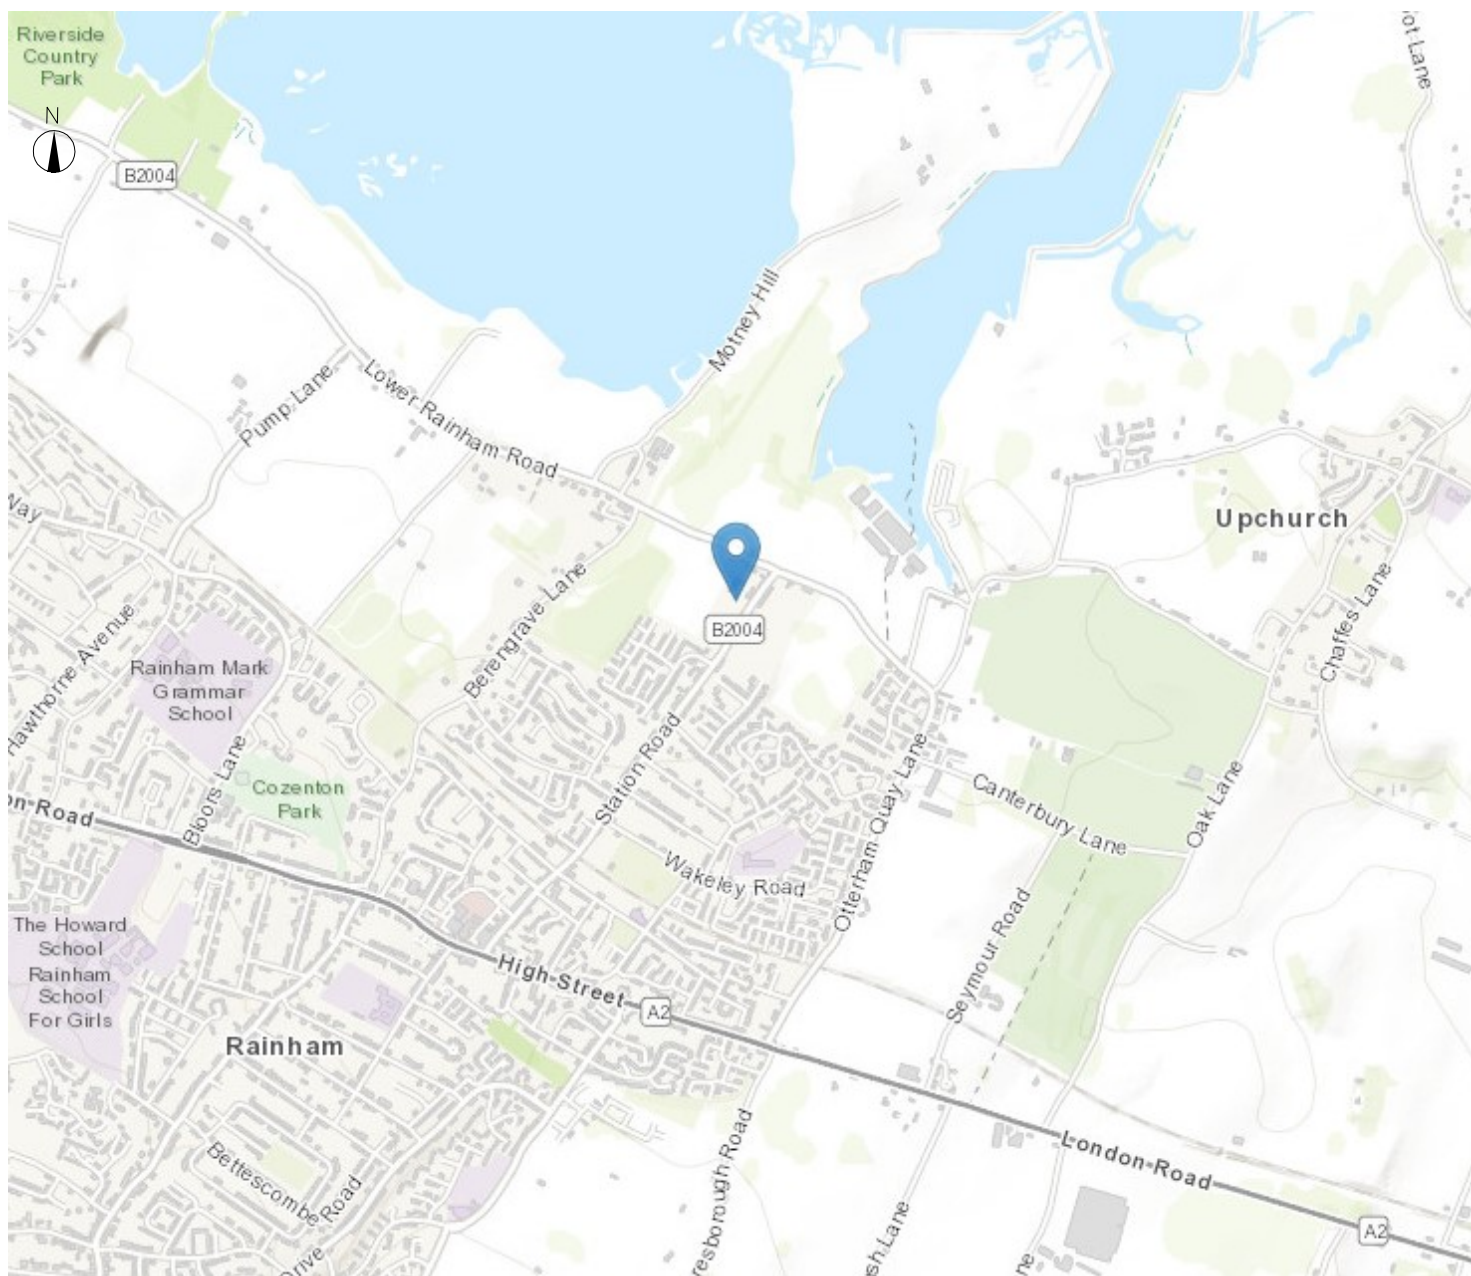 Riverside
Country
Park
N
B2004
Motney Hill
Pump Lane
Lower Rainham Road
Upchurch
Way
B2004
Berengrave Lane
Chaffes Lane
Hawthorne Avenue
Rainham Mark
Grammar
School
Station Road
Bloors Lane
Cozenton
Park
Otterham Quay Lane
Canterbury Lane
Oak Lane
on Road
Wakeley Road
The Howard
School
Rainham
School
For Girls
Seymour Road
High Street
A2
Rainham
London Road
Bettescombe Road
resborough Road
sh Lane
A2
Drive
ne
ot Lane